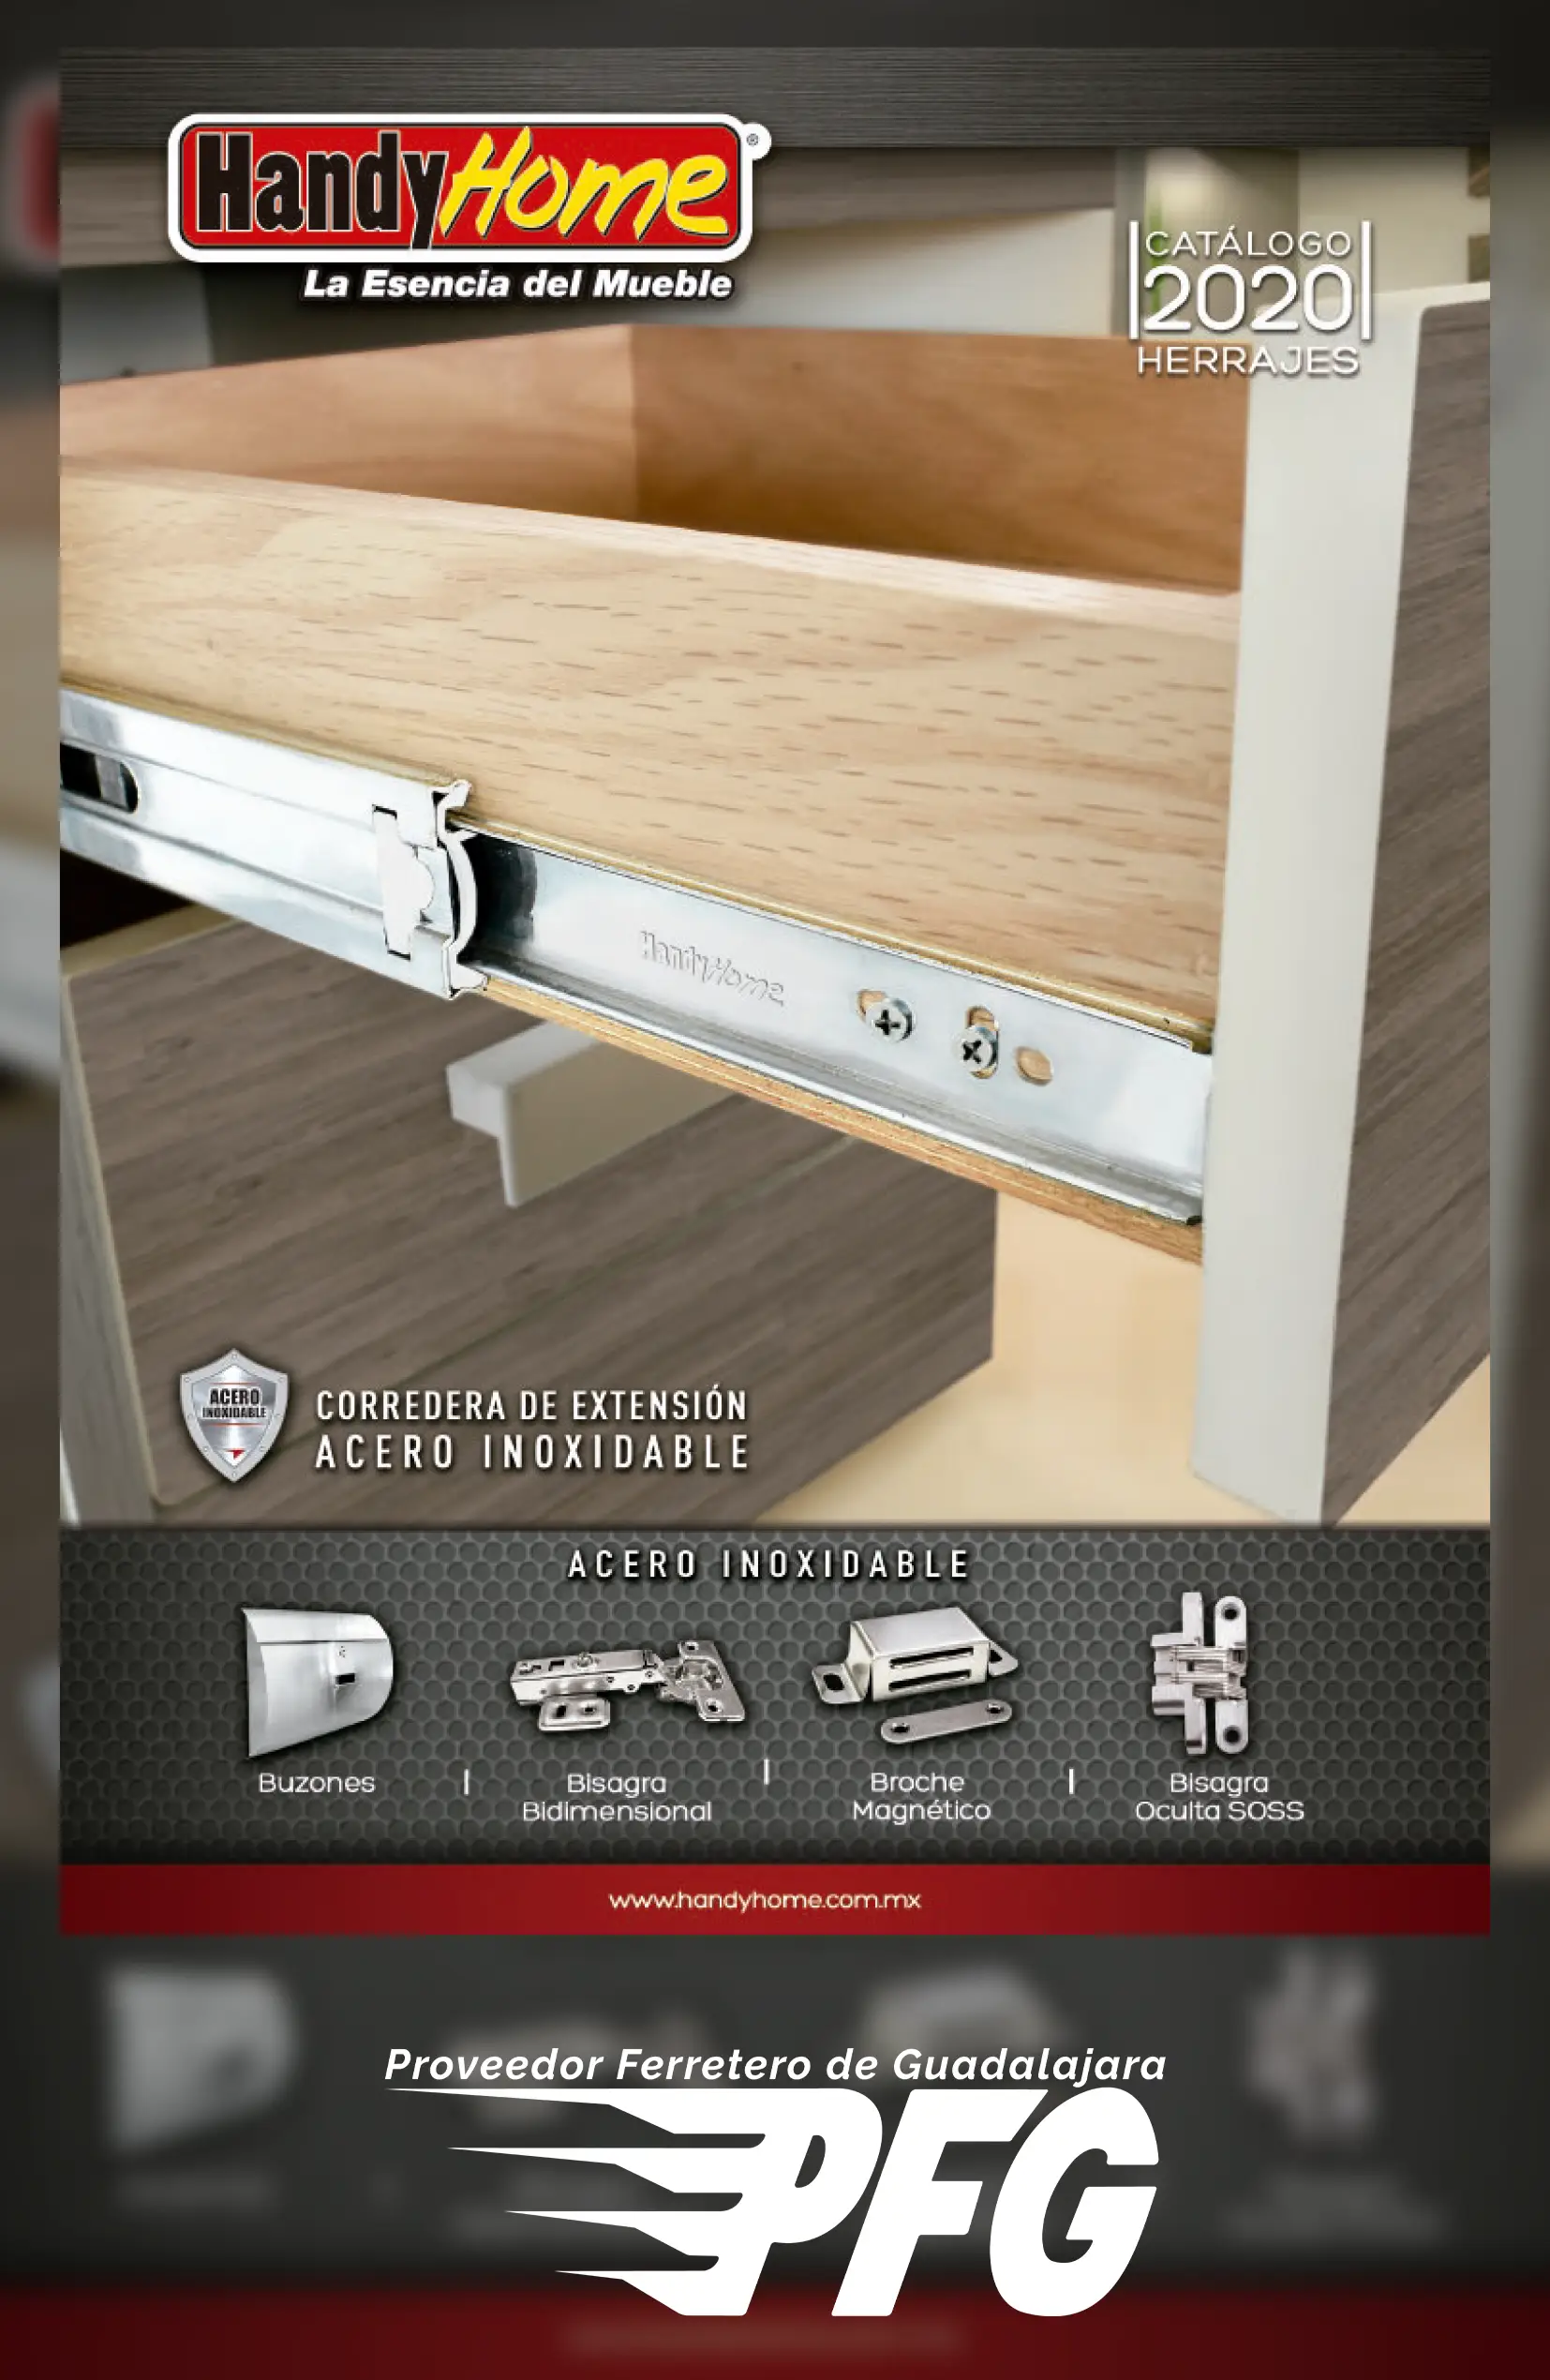 HandyHome®
La Esencia del Mueble
CATÁLOGO
2020
HERRAJES
HandyHome
ACERO
INOXIDABLE
CORREDERA DE EXTENSIÓN
ACERO INOXIDABLE
ACERO INOXIDABLE
Buzones
Bisagra
Bidimensional
Broche
Magnético
Bisagra
Oculta SOSS
www.handyhome.com.mx
Proveedor Ferretero de Guadalajara
PFG